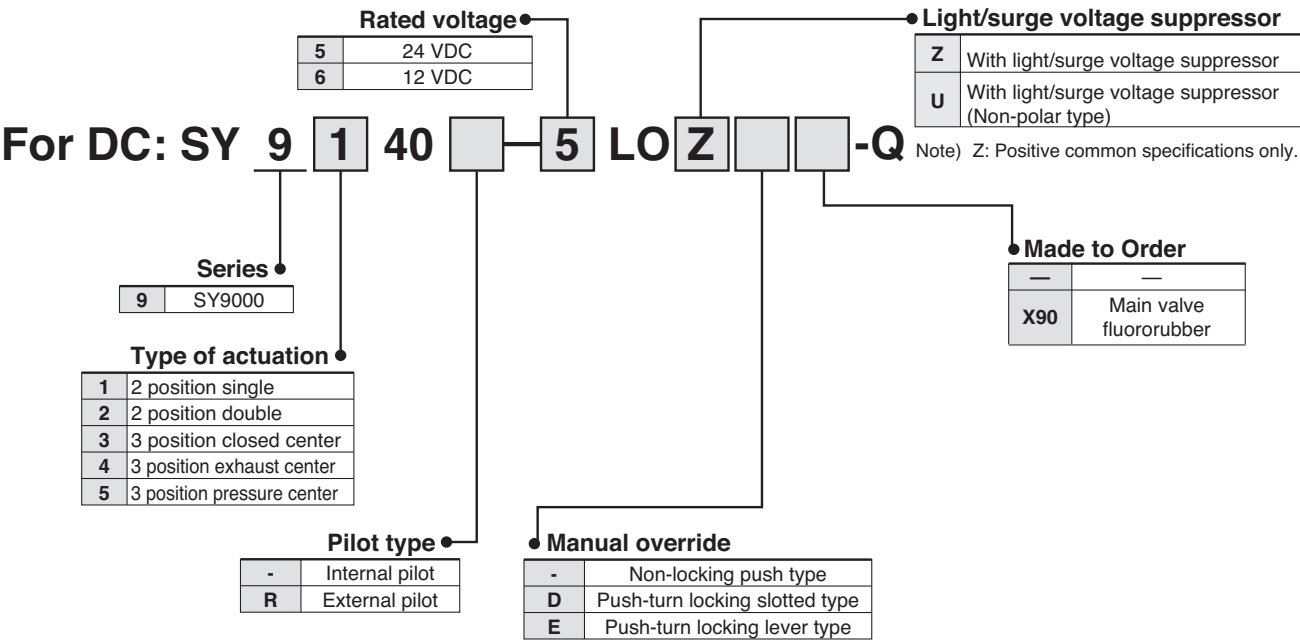 Rated voltage
5 24 VDC
6 12 VDC
Light/surge voltage suppressor
Z With light/surge voltage suppressor
U With light/surge voltage suppressor
(Non-polar type)
For DC: SY 9 1 40 5 LO Z -Q
Note) Z: Positive common specifications only.
Series
9 SY9000
Made to Order
— —
X90 Main valve
fluororubber
Type of actuation
1 2 position single
2 2 position double
3 3 position closed center
4 3 position exhaust center
5 3 position pressure center
Pilot type
- Internal pilot
R External pilot
Manual override
- Non-locking push type
D Push-turn locking slotted type
E Push-turn locking lever type